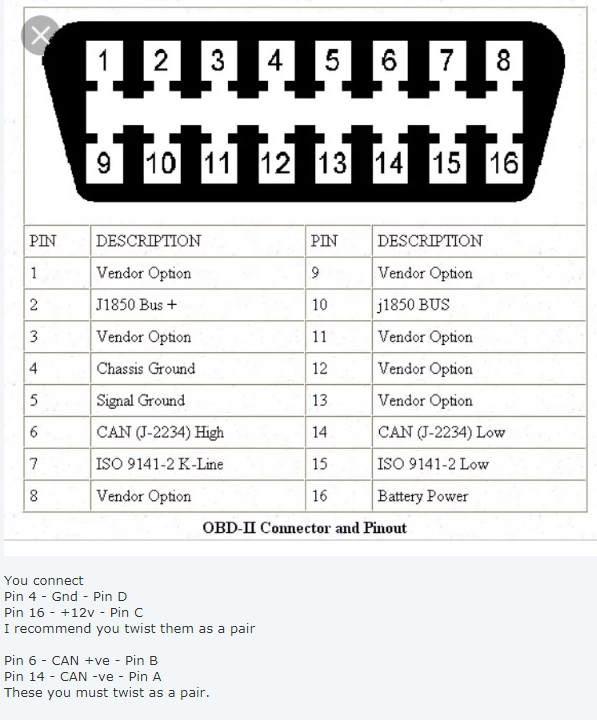 1 2 3 4 5 6 7 8
9 10 11 12 13 14 15 16
PIN DESCRIPTION PIN DESCRIPTION
1 Vendor Option 9 Vendor Option
2 J1850 Bus + 10 j1850 BUS
3 Vendor Option 11 Vendor Option
4 Chassis Ground 12 Vendor Option
5 Signal Ground 13 Vendor Option
6 CAN (J-2234) High 14 CAN (J-2234) Low
7 ISO 9141-2 K-Line 15 ISO 9141-2 Low
8 Vendor Option 16 Battery Power
OBD-II Connector and Pinout
You connect
Pin 4 - Gnd - Pin D
Pin 16 - +12v - Pin C
I recommend you twist them as a pair
Pin 6 - CAN +ve - Pin B
Pin 14 - CAN -ve - Pin A
These you must twist as a pair.